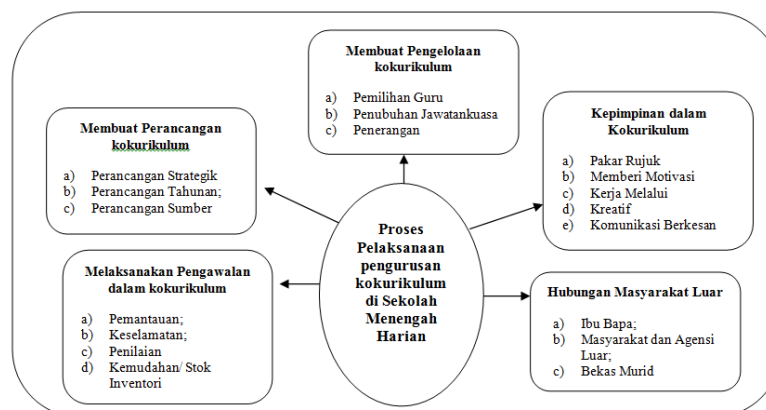 Membuat Pengelolaan
kokurikulum
a) Pemilihan Guru
b) Penubuhan Jawatankuasa
c) Penerangan
Membuat Perancangan
kokurikulum
a) Perancangan Strategik
b) Perancangan Tahunan;
c) Perancangan Sumber
Kepimpinan dalam
Kokurikulum
a) Pakar Rujuk
b) Memberi Motivasi
c) Kerja Melalui
d) Kreatif
e) Komunikasi Berkesan
Proses
Pelaksanaan
pengurusan
kokurikulum
di Sekolah
Menengah
Harian
Melaksanakan Pengawalan
dalam kokurikulum
a) Pemantauan;
b) Keselamatan;
c) Penilaian
d) Kemudahan/ Stok
Inventori
Hubungan Masyarakat Luar
a) Ibu Bapa;
b) Masyarakat dan Agensi
Luar;
c) Bekas Murid